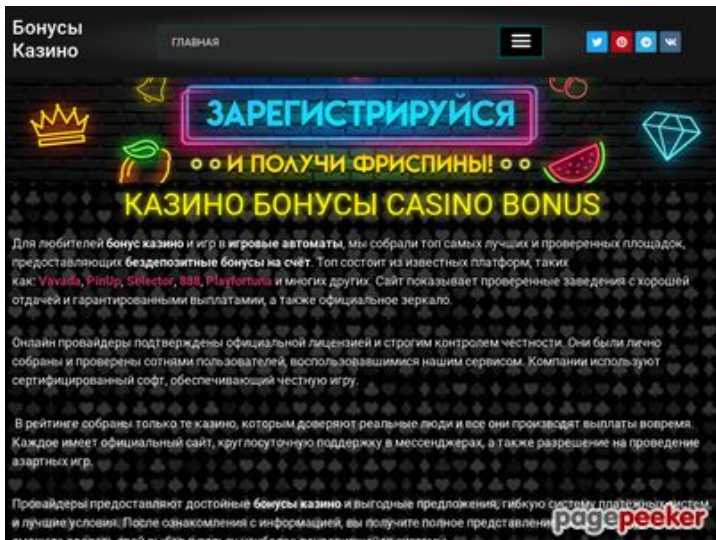 Бонусы
Казино
ГЛАВНАЯ
ЗАРЕГИСТРИРУЙСЯ
И ПОЛУЧИ ФРИСПИНЫ!
КАЗИНО БОНУСЫ CASINO BONUS
Для любителей бонус казино и игр в игровые автоматы, мы собрали топ самых лучших и проверенных площадок,
предоставляющих бездепозитные бонусы на счёт. Топ состоит из известных платформ, таких
как: Vavada, PinUp, Selector, 888, Playfortuna и многих других. Сайт показывает проверенные заведения с хорошей
отдачей и гарантированными выплатами, а также официальное зеркало.
Онлайн провайдеры подтверждены официальной лицензией и строгим контролем честности. Они были лично
собраны и проверены сотнями пользователей, воспользовавшимися нашим сервисом. Компании используют
сертифицированный софт, обеспечивающий честную игру.
В рейтинге собраны только те казино, которым доверяют реальные люди и все они производят выплаты вовремя.
Каждое имеет официальный сайт, круглосуточную поддержку в мессенджерах, а также разрешение на проведение
азартных игр.
Провайдеры предоставляют достойные бонусы казино и выгодные предложения, гибкую систему платёжных систем
и лучшие условия. После ознакомления с информацией, вы получите полное представление
pagepeeker